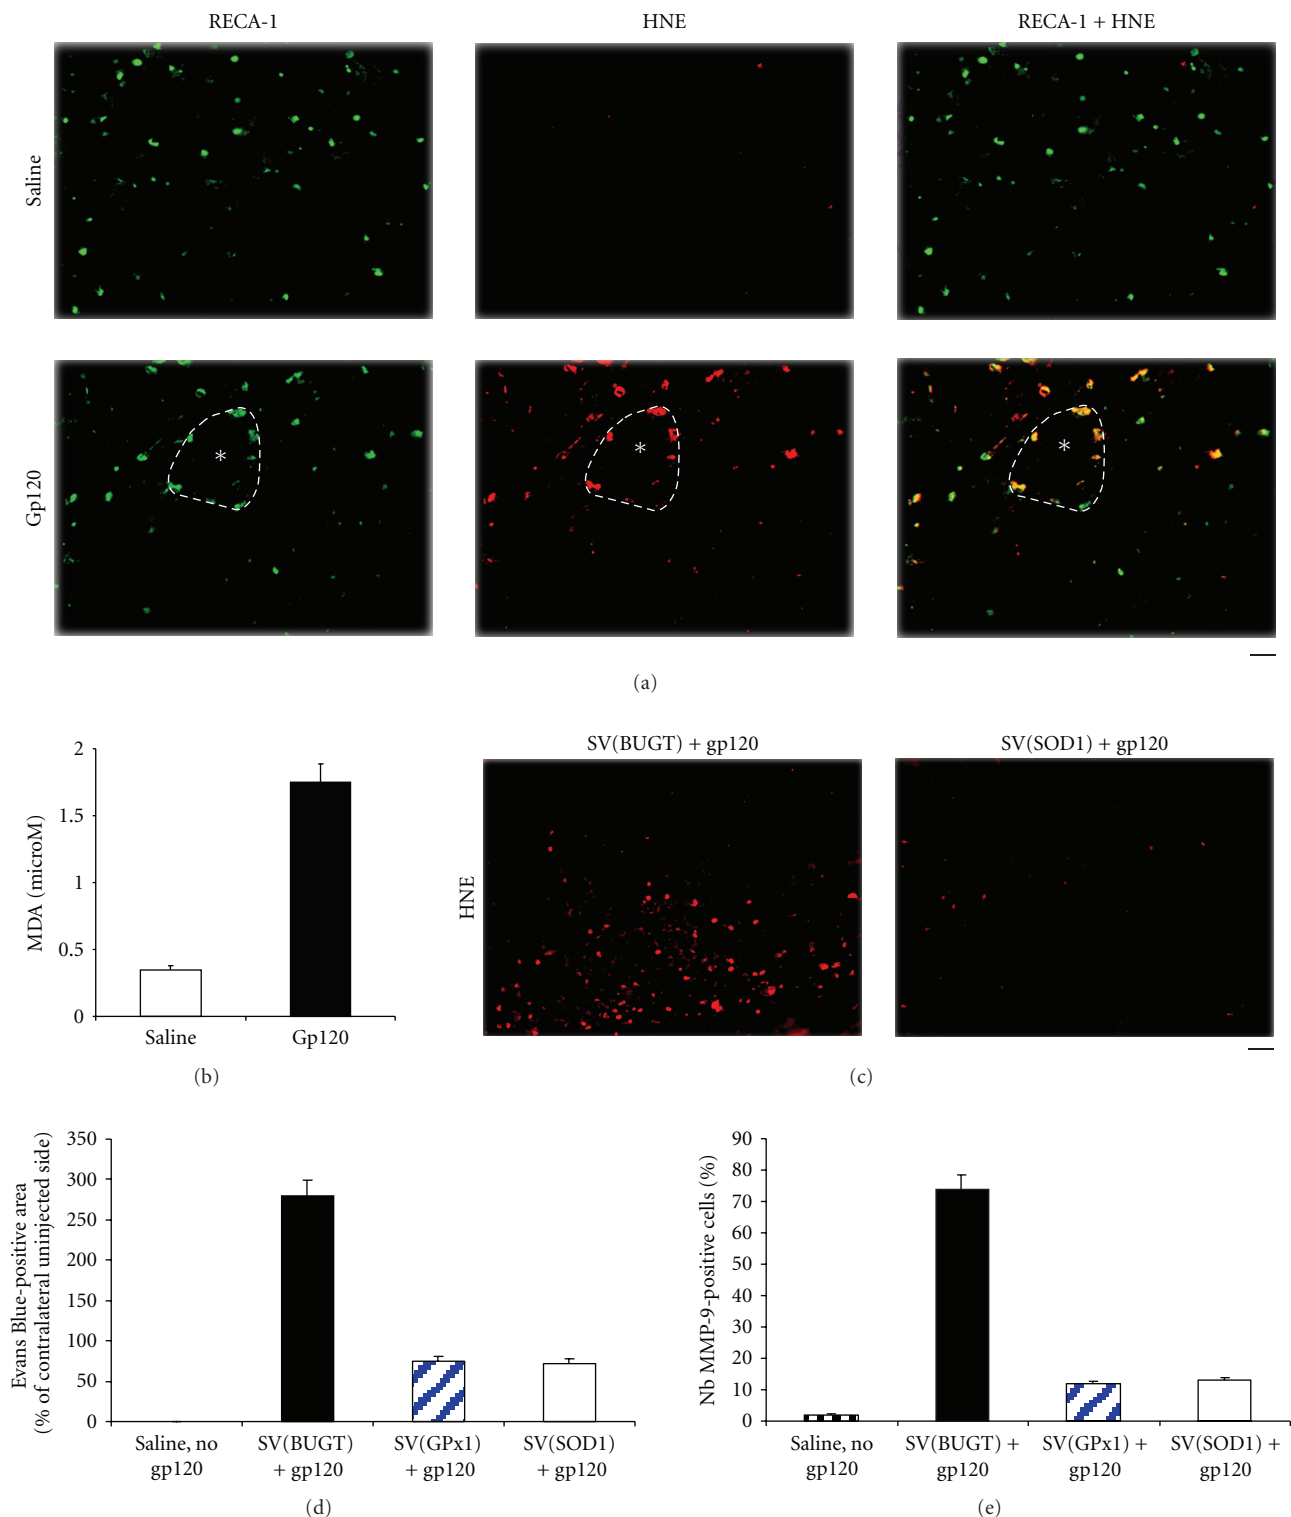 RECA-1
HNE
RECA-1 + HNE
Saline
*
*
*
Gp120
(a)
2
1.5
1
0.5
0
MDA (microM)
Saline
Gp120
(b)
SV(BUGT) + gp120
SV(SOD1) + gp120
HNE
(c)
350
300
250
200
150
100
50
0
Evans Blue-positive area
(% of contralateral uninjected side)
Saline, no
gp120
SV(BUGT)
+ gp120
SV(GPx1)
+ gp120
SV(SOD1)
+ gp120
(d)
90
80
70
60
50
40
30
20
10
0
Nb MMP-9-positive cells (%)
Saline, no
gp120
SV(BUGT) +
gp120
SV(GPx1) +
gp120
SV(SOD1) +
gp120
(e)